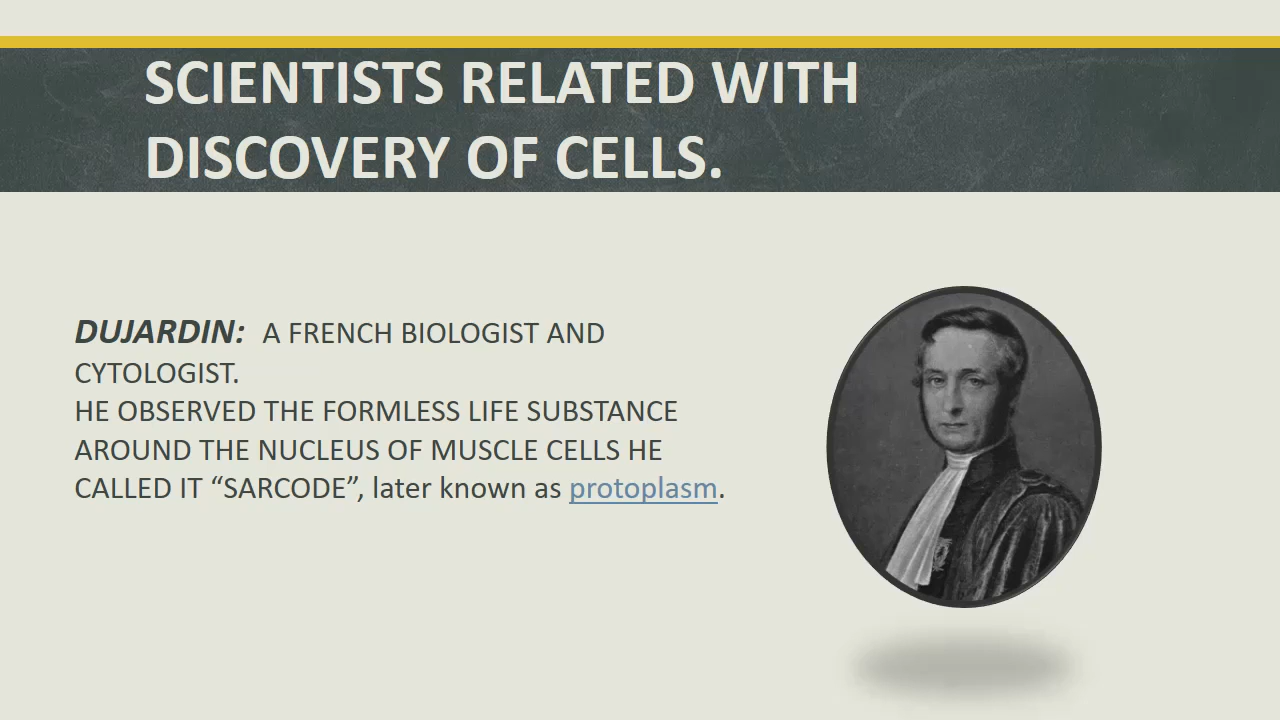 SCIENTISTS RELATED WITH
DISCOVERY OF CELLS.
DUJARDIN: A FRENCH BIOLOGIST AND
CYTOLOGIST.
HE OBSERVED THE FORMLESS LIFE SUBSTANCE
AROUND THE NUCLEUS OF MUSCLE CELLS HE
CALLED IT “SARCODE”, later known as protoplasm.